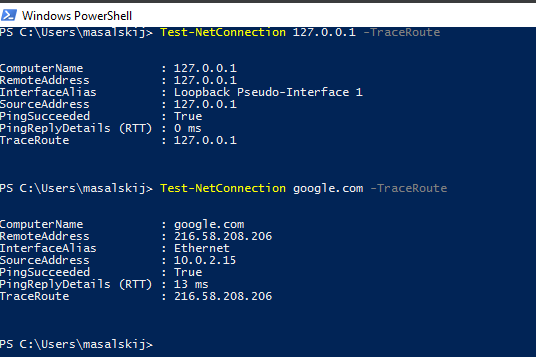 Windows PowerShell
PS C:\Users\masalskij> Test-NetConnection 127.0.0.1 -TraceRoute
ComputerName : 127.0.0.1
RemoteAddress : 127.0.0.1
InterfaceAlias : Loopback Pseudo-Interface 1
SourceAddress : 127.0.0.1
PingSucceeded : True
PingReplyDetails (RTT) : 0 ms
TraceRoute : 127.0.0.1
PS C:\Users\masalskij> Test-NetConnection google.com -TraceRoute
ComputerName : google.com
RemoteAddress : 216.58.208.206
InterfaceAlias : Ethernet
SourceAddress : 10.0.2.15
PingSucceeded : True
PingReplyDetails (RTT) : 13 ms
TraceRoute : 216.58.208.206
PS C:\Users\masalskij>